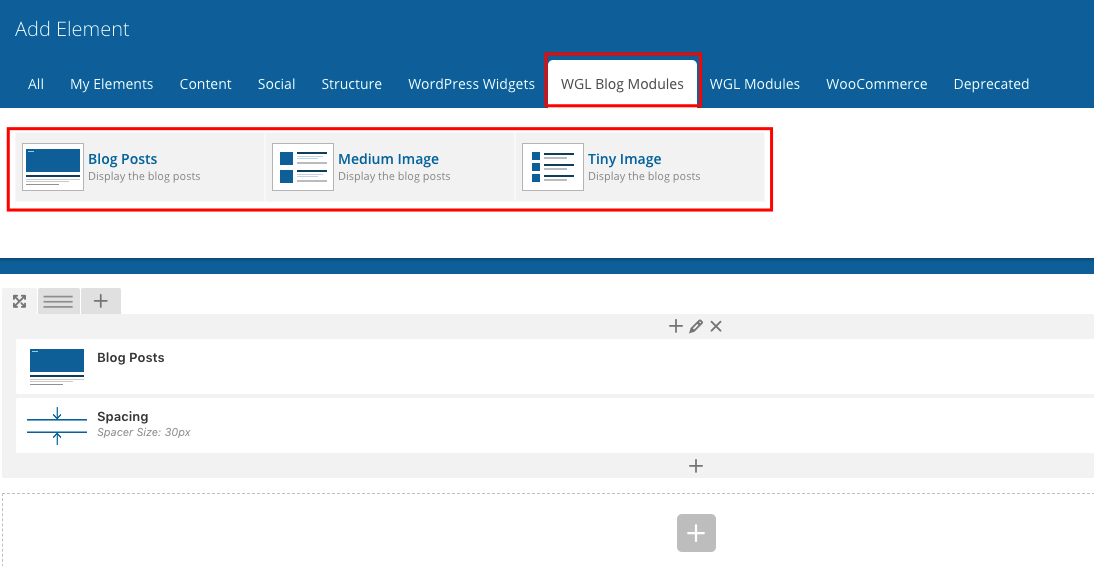 Add Element
All My Elements Content Social Structure WordPress Widgets WGL Blog Modules WGL Modules WooCommerce Deprecated
Blog Posts Medium Image Tiny Image
Display the blog posts Display the blog posts Display the blog posts
Blog Posts
Spacing
Spacer Size: 30px